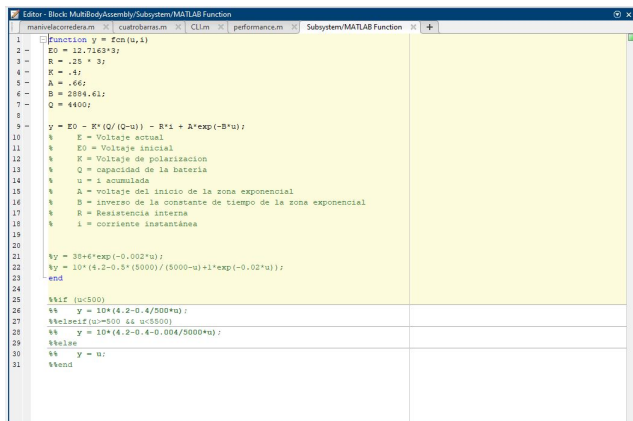 Editor - Block: MultiBodyAssembly/Subsystem/MATLAB Function
manivelacorredera.m × cuatrobarras.m × CLI.m × performance.m × Subsystem/MATLAB Function × +
1 function y = fcn(u,i)
2 - E0 = 12.7163*3;
3 - R = .25 * 3;
4 - K = .4;
5 - A = .66;
6 - B = 2884.61;
7 - Q = 4400;
8
9 - y = E0 - K*(Q/(Q-u)) - R*i + A*exp(-B*u);
10 % E = Voltaje actual
11 % E0 = Voltaje inicial
12 % K = Voltaje de polarizacion
13 % Q = capacidad de la bateria
14 % u = i acumulada
15 % A = voltaje del inicio de la zona exponencial
16 % B = inverso de la constante de tiempo de la zona exponencial
17 % R = Resistencia interna
18 % i = corriente instantánea
19
20
21 %y = 38+6*exp(-0.002*u);
22 %y = 10*(4.2-0.5*(5000)/(5000-u)+1*exp(-0.02*u));
23 end
24
25 %%if (u<500)
26 %% y = 10*(4.2-0.4/500*u);
27 %%elseif(u>=500 && u<5500)
28 %% y = 10*(4.2-0.4-0.004/5000*u);
29 %%else
30 %% y = u;
31 %%end